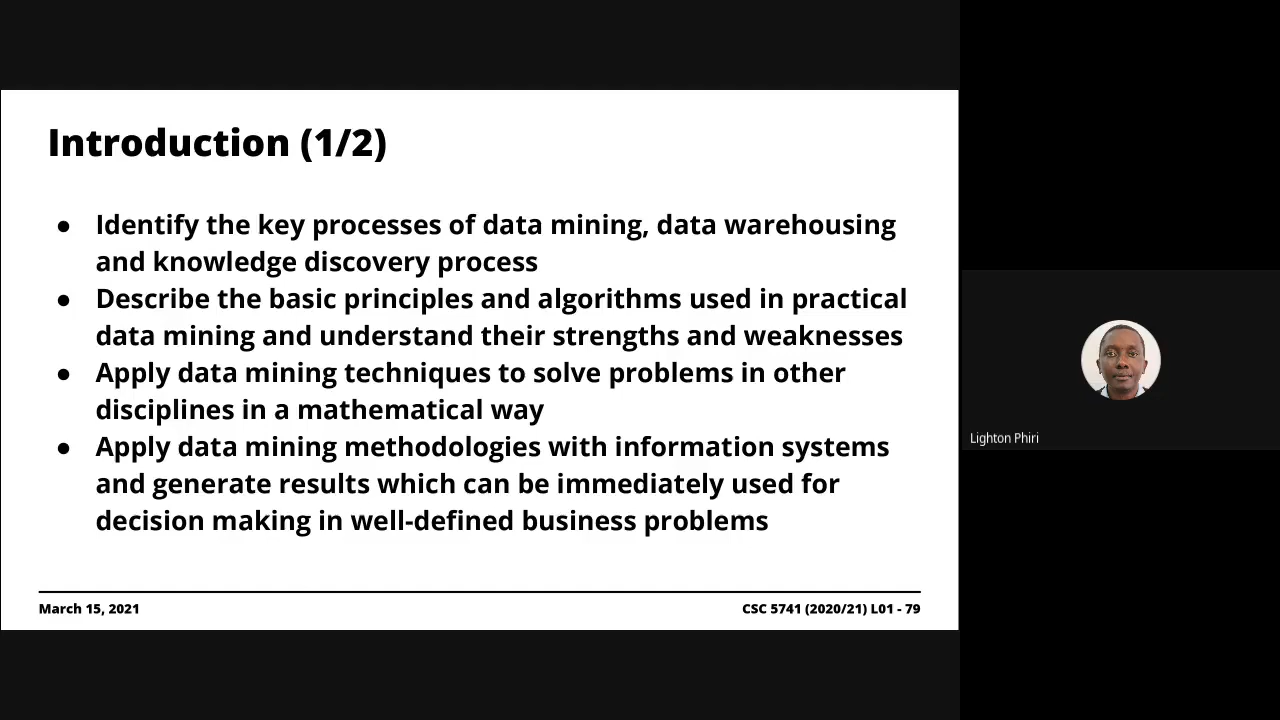 Introduction (1/2)
● Identify the key processes of data mining, data warehousing
and knowledge discovery process
● Describe the basic principles and algorithms used in practical
data mining and understand their strengths and weaknesses
● Apply data mining techniques to solve problems in other
disciplines in a mathematical way
● Apply data mining methodologies with information systems
and generate results which can be immediately used for
decision making in well-defined business problems
March 15, 2021
CSC 5741 (2020/21) L01 - 79
Lighton Phiri